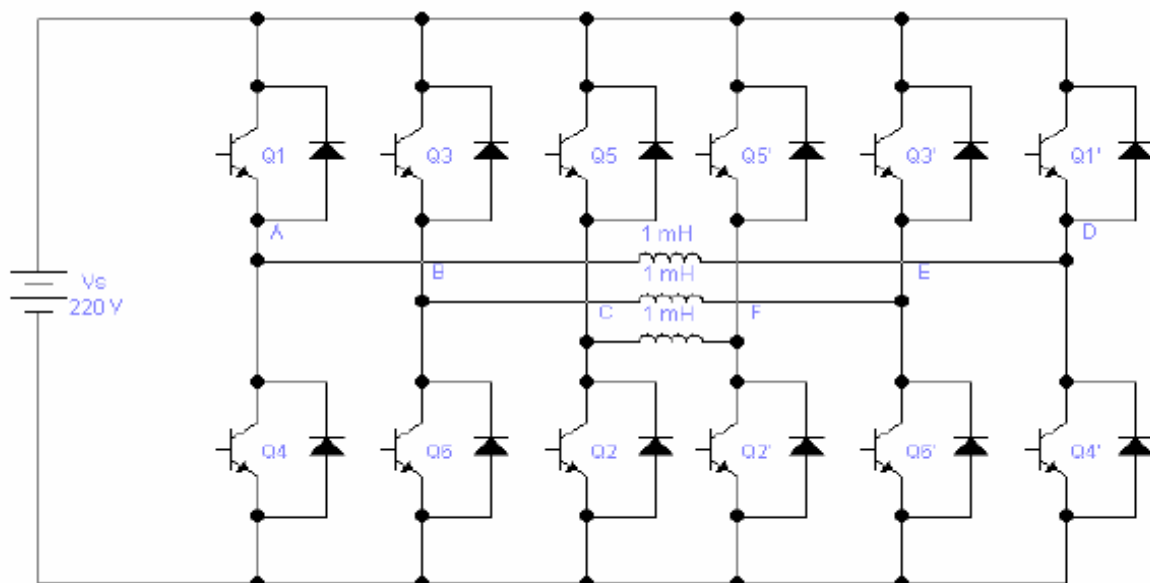 Q1 Q3 Q5 Q5' Q3' Q1'
A 1 mH D
B 1 mH E
Vs
220 V
C 1 mH F
Q4 Q6 Q2 Q2' Q6' Q4'